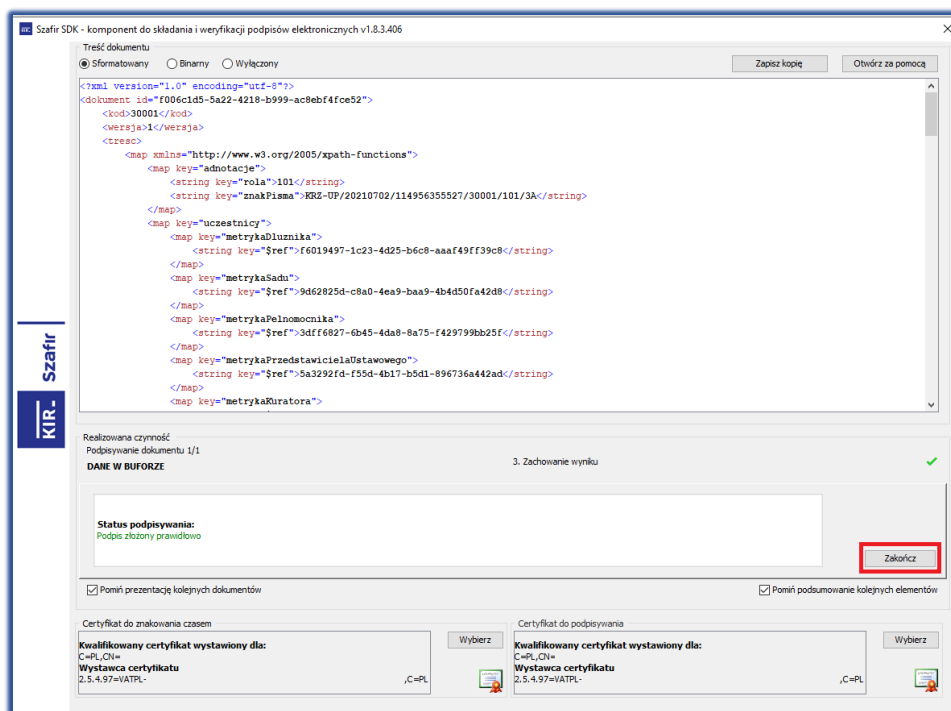 Szafir SDK - komponent do składania i weryfikacji podpisów elektronicznych v1.8.3.406
Treść dokumentu
Sformatowany Binarny Wyłączony Zapisz kopię Otwórz za pomocą
<?xml version="1.0" encoding="utf-8"?>
<dokument id="f006c1d5-5a22-4218-b999-ac8ebf4fce52">
<kod>30001</kod>
<wersja>1</wersja>
<tresc>
<map xmlns="http://www.w3.org/2005/xpath-functions">
<map key="adnotacje">
<string key="rola">101</string>
<string key="znakPisma">KRZ-UP/20210702/114956355527/30001/101/3A</string>
</map>
<map key="uczestnicy">
<map key="metrykaDluznika">
<string key="$ref">f6019497-1c23-4d25-b6c8-aaaf49ff39c8</string>
</map>
<map key="metrykaSadu">
<string key="$ref">9d62825d-c8a0-4ea9-baa9-4b4d50fa42d8</string>
</map>
<map key="metrykaPelnomocnika">
<string key="$ref">3dff6827-6b45-4da8-8a75-f429799bb25f</string>
</map>
<map key="metrykaPrzedstawicielaUstawowego">
<string key="$ref">5a3292fd-f55d-4b17-b5d1-896736a442ad</string>
</map>
<map key="metrykaKuratora">
KIR. Szafir
Realizowana czynność
Podpisywanie dokumentu 1/1
DANE W BUFORZE
3. Zachowanie wyniku
Status podpisywania:
Podpis złożony prawidłowo
Zakończ
Pomiń prezentację kolejnych dokumentów
Pomiń podsumowanie kolejnych elementów
Certyfikat do znakowania czasem
Kwalifikowany certyfikat wystawiony dla:
C=PL,CN=
Wystawca certyfikatu
2.5.4.97=VATPL- ,C=PL
Wybierz
Certyfikat do podpisywania
Kwalifikowany certyfikat wystawiony dla:
C=PL,CN=
Wystawca certyfikatu
2.5.4.97=VATPL- ,C=PL
Wybierz